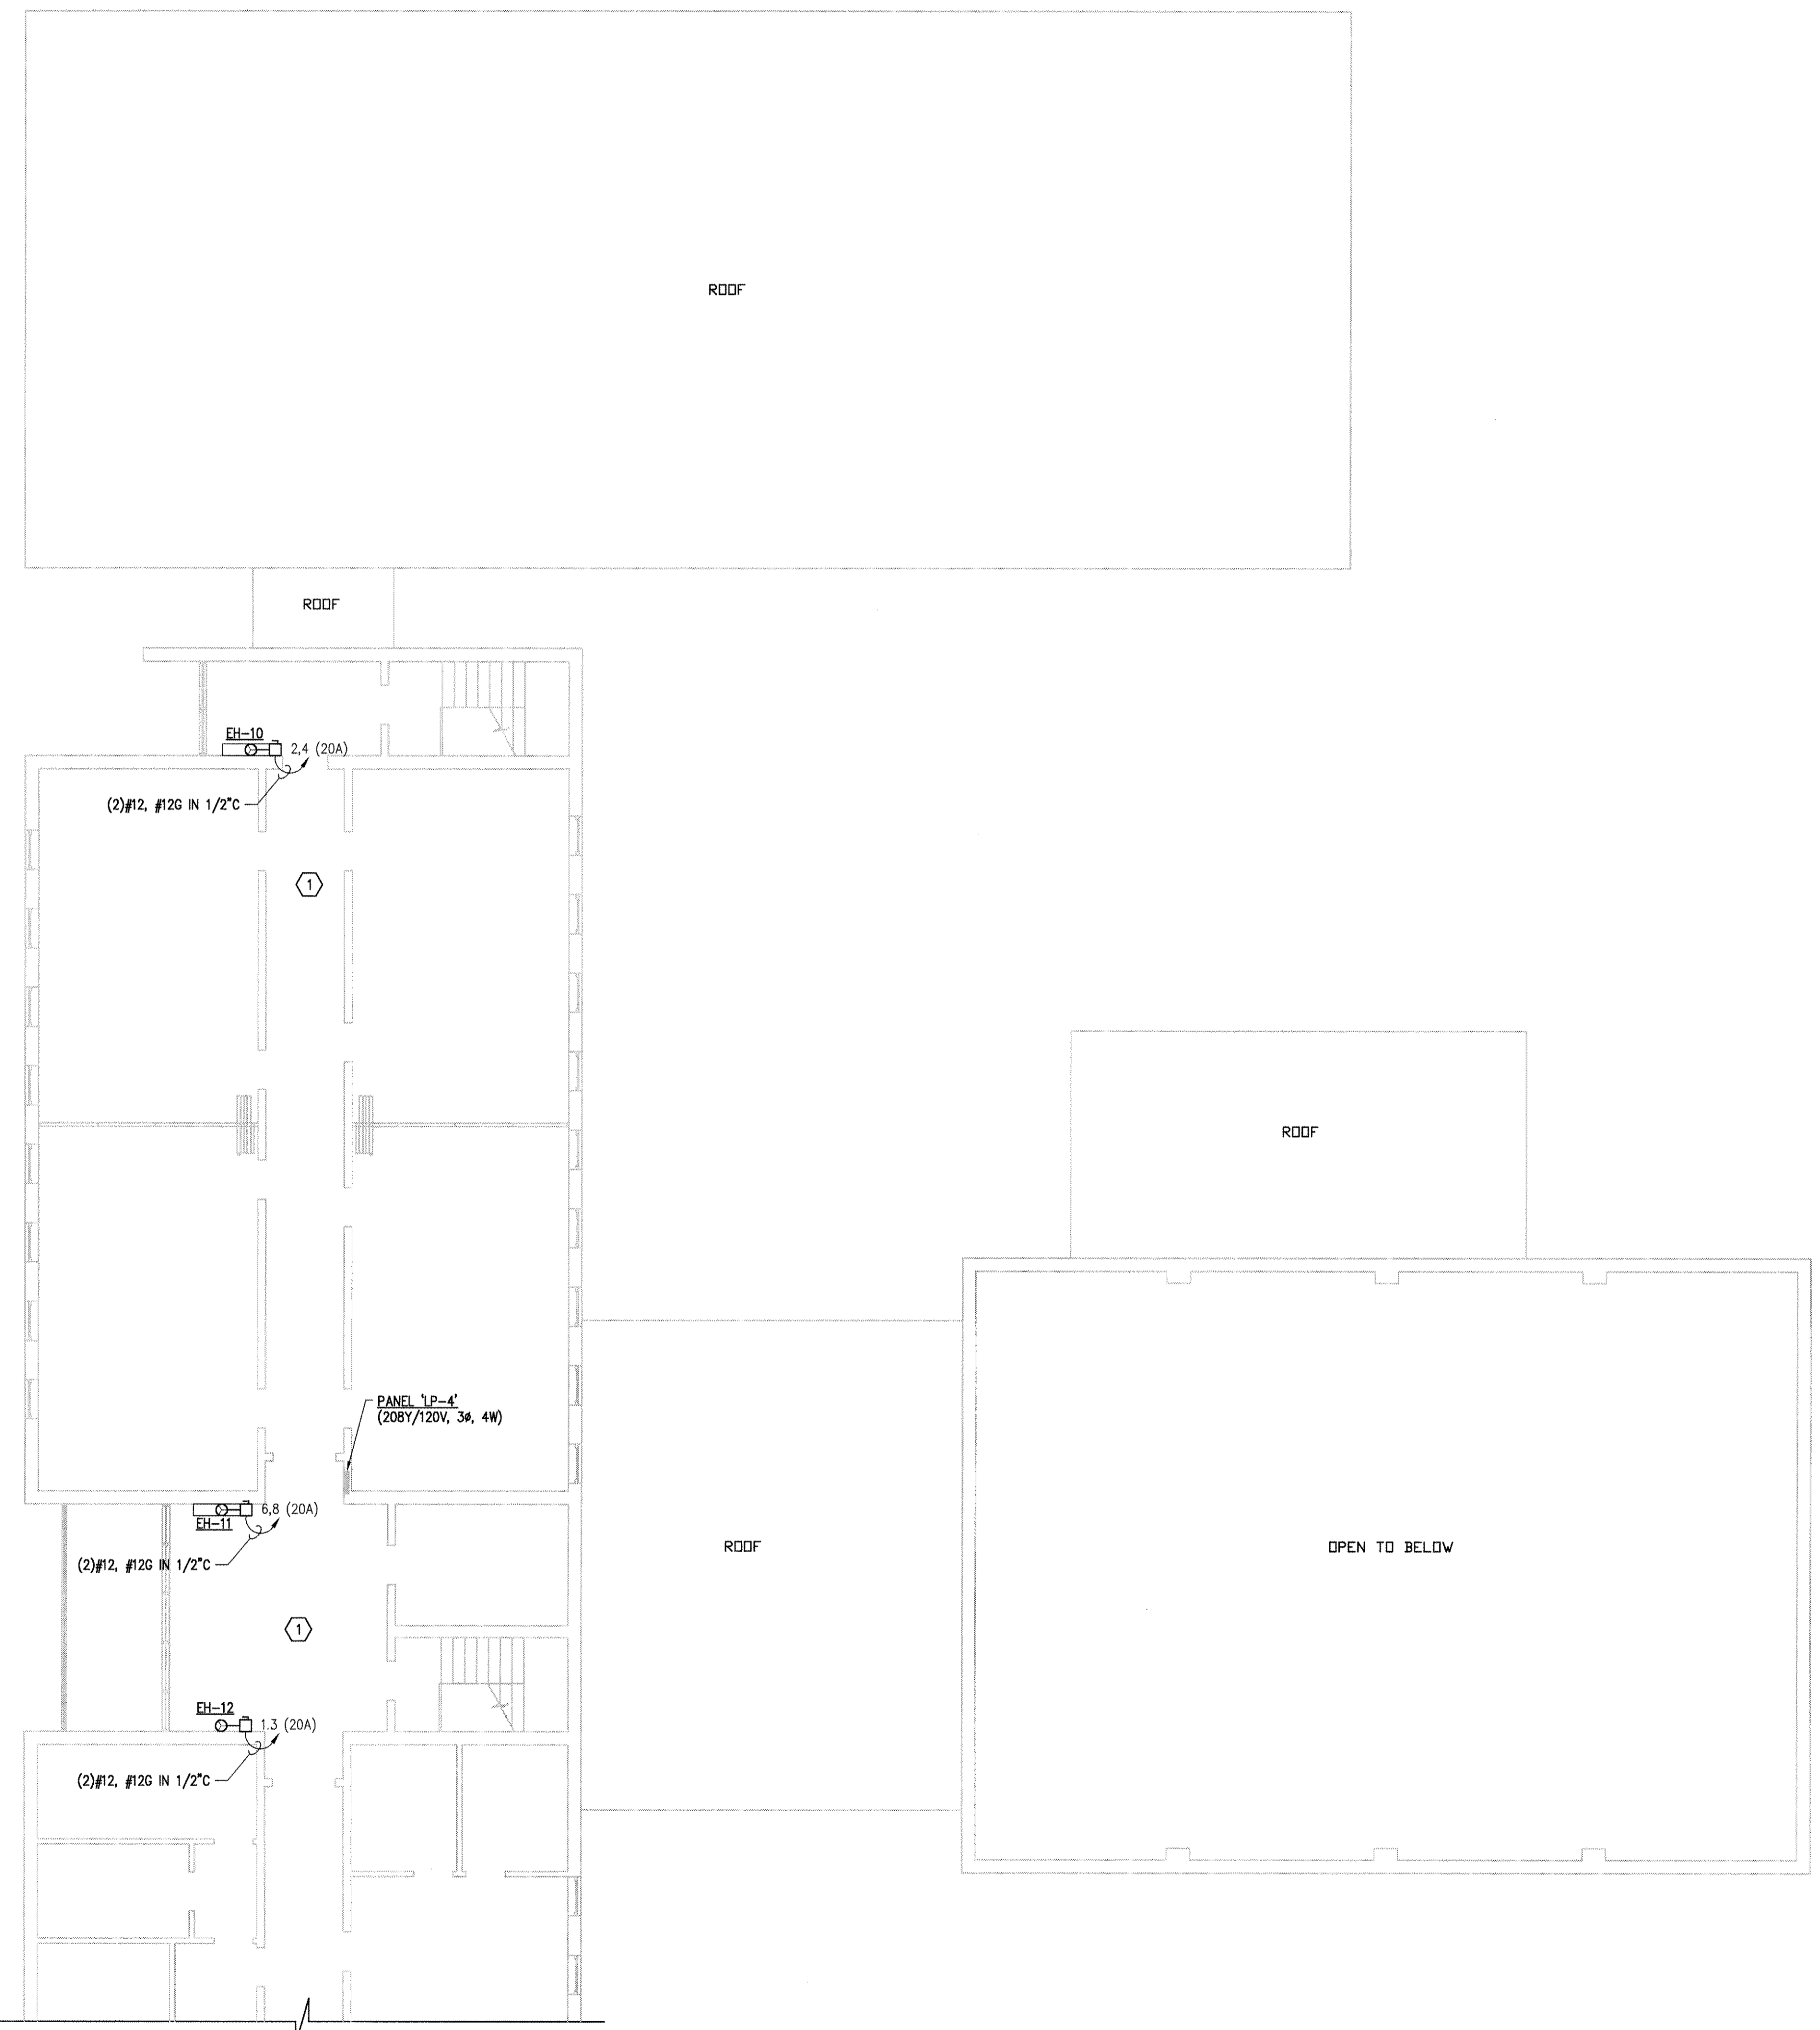 ROOF
ROOF
EH-10
2,4 (20A)
(2)#12, #12G IN 1/2"C
1
ROOF
PANEL 'LP-4'
(208Y/120V, 3ø, 4W)
6,8 (20A)
EH-11
(2)#12, #12G IN 1/2"C
ROOF
OPEN TO BELOW
1
EH-12
1.3 (20A)
(2)#12, #12G IN 1/2"C